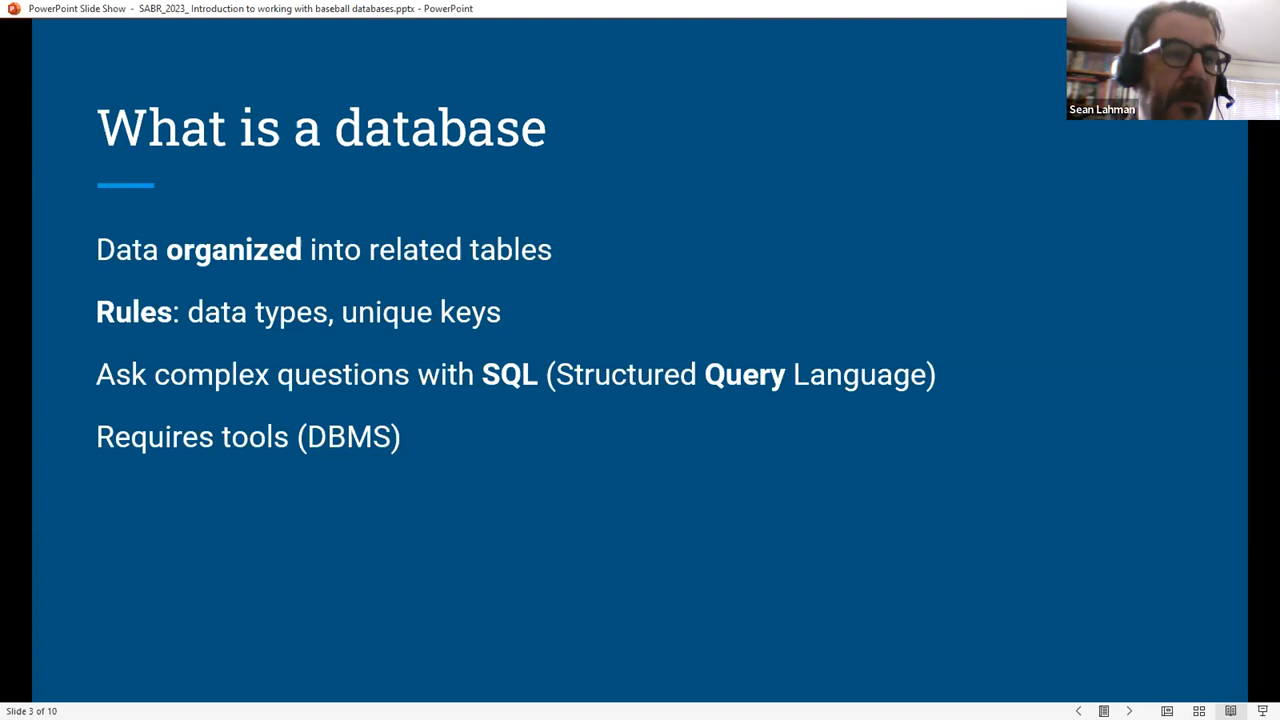 PowerPoint Slide Show - SABR_2023_ Introduction to working with baseball databases.pptx - PowerPoint
Sean Lahman
What is a database
Data organized into related tables
Rules: data types, unique keys
Ask complex questions with SQL (Structured Query Language)
Requires tools (DBMS)
Slide 3 of 10